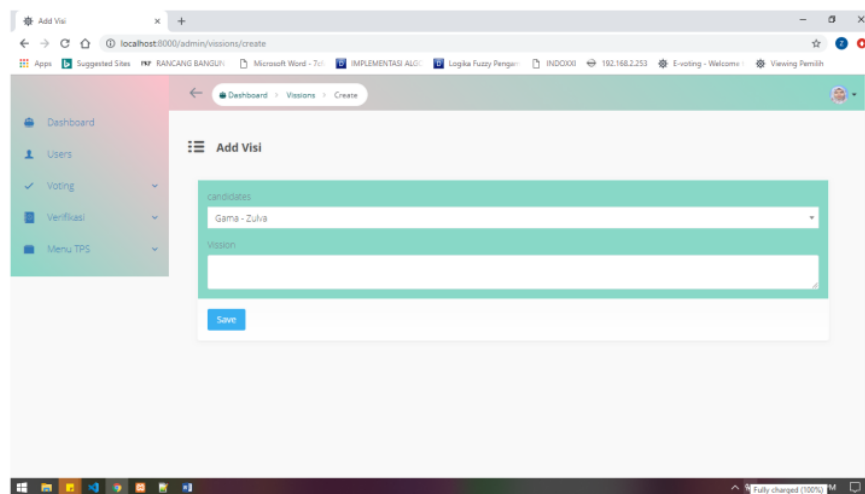 Add Visi
localhost:8000/admin/vissions/create
Apps Suggested Sites RANCANG BANGUN Microsoft Word - IMPLEMENTASI Logika Fuzzy INDOXXI 192.168.2.253 E-voting - Welcome Viewing Pemilih
Dashboard > Vissions > Create
Dashboard
Users
Voting
Verifikasi
Menu TPS
Add Visi
candidates
Gama - Zulva
Vission
Save
Fully charged (100%)